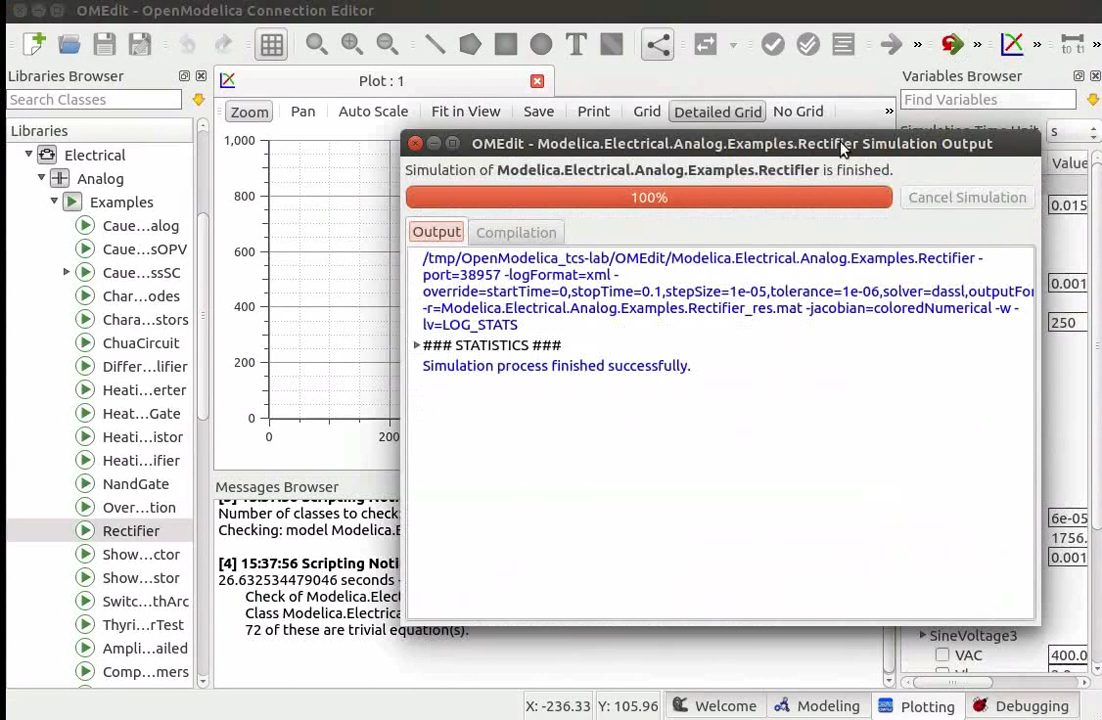 OMEdit - OpenModelica Connection Editor
T
»
»
»
t0 t1
Libraries Browser
Plot : 1
Variables Browser
Search Classes
Find Variables
Zoom
Pan
Auto Scale
Fit in View
Save
Print
Grid
Detailed Grid
No Grid
»
Libraries
s
Electrical
Analog
Examples
Caue...alog
Caue...sOPV
Caue...ssSC
Char...odes
Chara...stors
ChuaCircuit
Differ...lifier
Heati...erter
Heat...Gate
Heati...istor
Heati...ifier
NandGate
Over...tion
Rectifier
Show...ctor
Show...stor
Switc...thArc
Thyri...rTest
Ampli...ailed
Comp...mers
1,000
800
600
400
200
0
0
200
OMEdit - Modelica.Electrical.Analog.Examples.Rectifier Simulation Output
Simulation of Modelica.Electrical.Analog.Examples.Rectifier is finished.
100%
Cancel Simulation
Output
Compilation
/tmp/OpenModelica_tcs-lab/OMEdit/Modelica.Electrical.Analog.Examples.Rectifier -
port=38957 -logFormat=xml -
override=startTime=0,stopTime=0.1,stepSize=1e-05,tolerance=1e-06,solver=dassl,outputFor
-r=Modelica.Electrical.Analog.Examples.Rectifier_res.mat -jacobian=coloredNumerical -w -
lv=LOG_STATS
### STATISTICS ###
Simulation process finished successfully.
Value
0.015
0.001
250
6e-05
1756.
0.001
SineVoltage3
VAC
400.0
Messages Browser
Number of classes to check:
Checking: model Modelica.E
[4] 15:37:56 Scripting Noti
26.632534479046 seconds -
Check of Modelica.Elect
Class Modelica.Electrica
72 of these are trivial equation(s).
X: -236.33
Y: 105.96
Welcome
Modeling
Plotting
Debugging